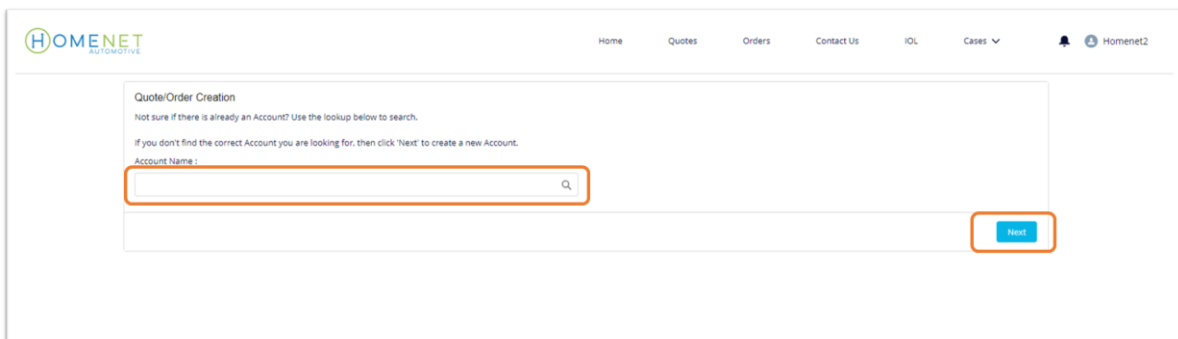 HOMENET
AUTOMOTIVE
Home Quotes Orders Contact Us IOL Cases Homenet2
Quote/Order Creation
Not sure if there is already an Account? Use the lookup below to search.
If you don't find the correct Account you are looking for, then click 'Next' to create a new Account.
Account Name :
Next